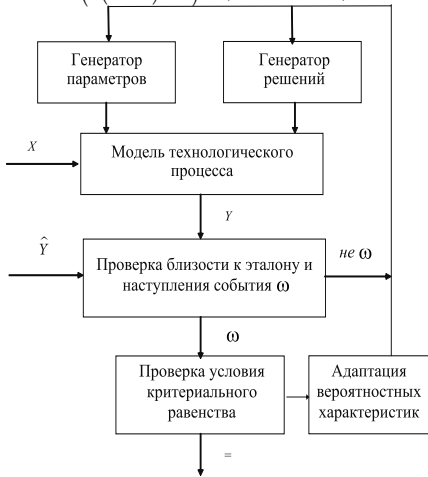 Генератор
параметров
Генератор
решений
X
Модель технологического
процесса
Y
Ŷ
Проверка близости к эталону и
наступления события ω
не ω
ω
Проверка условия
критериального
равенства
Адаптация
вероятностных
характеристик
=